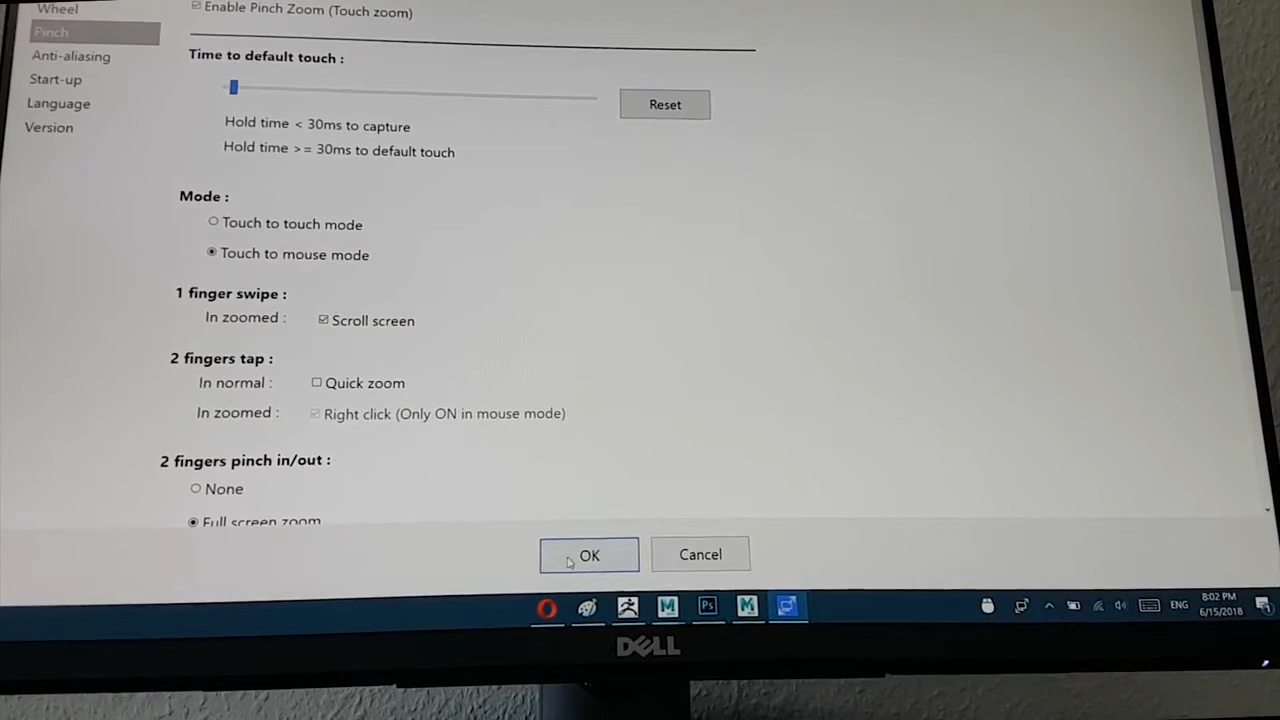 Wheel
Enable Pinch Zoom (Touch zoom)
Pinch
Time to default touch :
Anti-aliasing
Start-up
Reset
Language
Hold time < 30ms to capture
Version
Hold time >= 30ms to default touch
Mode :
Touch to touch mode
Touch to mouse mode
1 finger swipe :
In zoomed : Scroll screen
2 fingers tap :
In normal : Quick zoom
In zoomed : Right click (Only ON in mouse mode)
2 fingers pinch in/out :
None
Full screen zoom
OK Cancel
M Ps M ENG 8:02 PM
6/15/2018
DELL